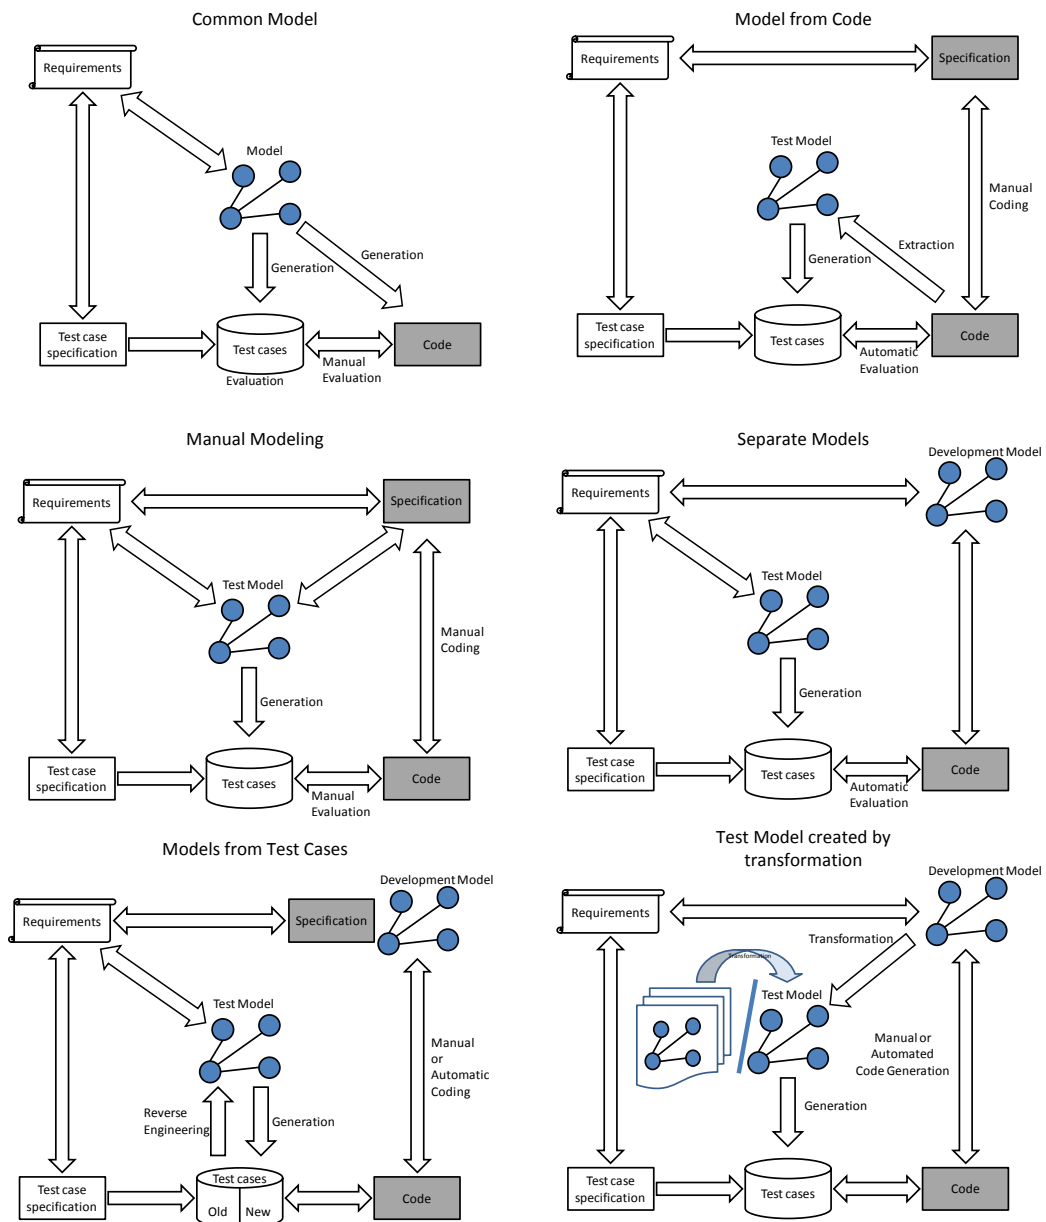 Common Model
Requirements
Model
Generation
Generation
Test case
specification
Test cases
Evaluation
Manual
Evaluation
Code
Model from Code
Requirements
Specification
Test Model
Manual
Coding
Extraction
Generation
Test case
specification
Test cases
Automatic
Evaluation
Code
Manual Modeling
Requirements
Specification
Test Model
Manual
Coding
Generation
Test case
specification
Test cases
Manual
Evaluation
Code
Separate Models
Development Model
Requirements
Test Model
Generation
Test case
specification
Test cases
Automatic
Evaluation
Code
Models from Test Cases
Development Model
Requirements
Specification
Test Model
Manual
or
Automatic
Coding
Reverse
Engineering
Generation
Test case
specification
Test cases
Old
New
Code
Test Model created by
transformation
Development Model
Requirements
Transformation
Transformation
Test Model
Manual or
Automated
Code Generation
Generation
Test case
specification
Test cases
Code